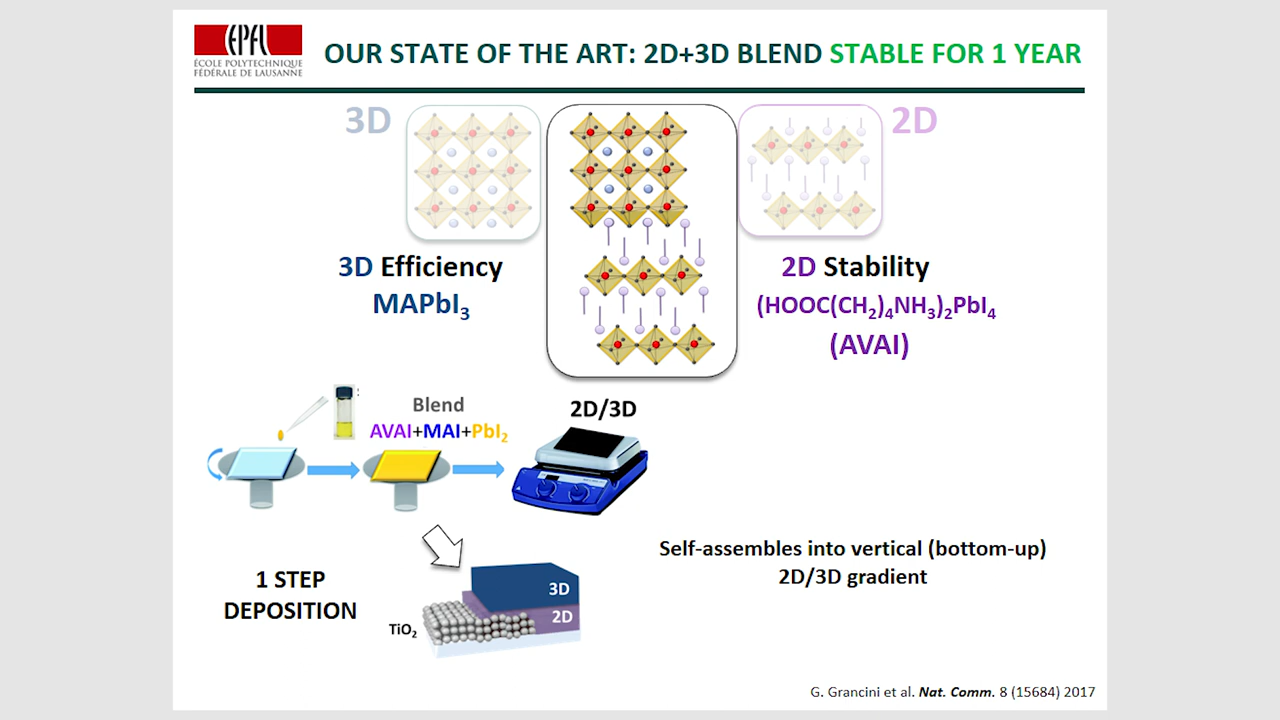 EPFL
ÉCOLE POLYTECHNIQUE
FÉDÉRALE DE LAUSANNE
OUR STATE OF THE ART: 2D+3D BLEND STABLE FOR 1 YEAR
3D
2D
3D Efficiency
MAPbI₃
2D Stability
(HOOC(CH₂)₄NH₃)₂PbI₄
(AVAI)
Blend
AVAI+MAI+PbI₂
2D/3D
1 STEP
DEPOSITION
TiO₂
3D
2D
Self-assembles into vertical (bottom-up)
2D/3D gradient
G. Grancini et al. Nat. Comm. 8 (15684) 2017